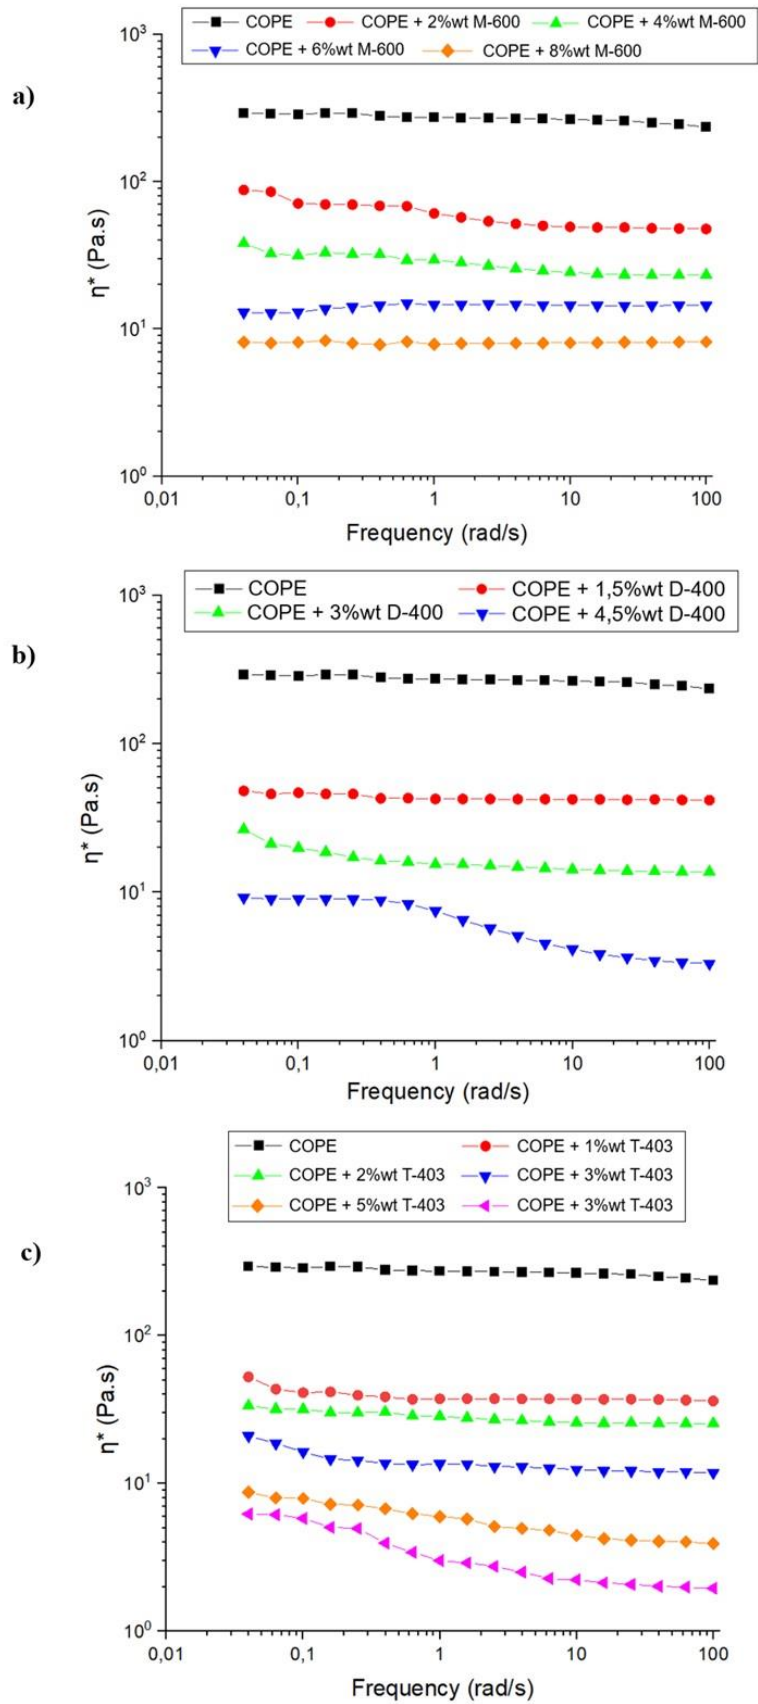 a)
COPE COPE + 2%wt M-600 COPE + 4%wt M-600
COPE + 6%wt M-600 COPE + 8%wt M-600
10³
10²
10¹
10⁰
η* (Pa.s)
0,01 0,1 1 10 100
Frequency (rad/s)
b)
COPE COPE + 1,5%wt D-400
COPE + 3%wt D-400 COPE + 4,5%wt D-400
10³
10²
10¹
10⁰
η* (Pa.s)
0,01 0,1 1 10 100
Frequency (rad/s)
c)
COPE COPE + 1%wt T-403
COPE + 2%wt T-403 COPE + 3%wt T-403
COPE + 5%wt T-403 COPE + 3%wt T-403
10³
10²
10¹
10⁰
η* (Pa.s)
0,01 0,1 1 10 100
Frequency (rad/s)